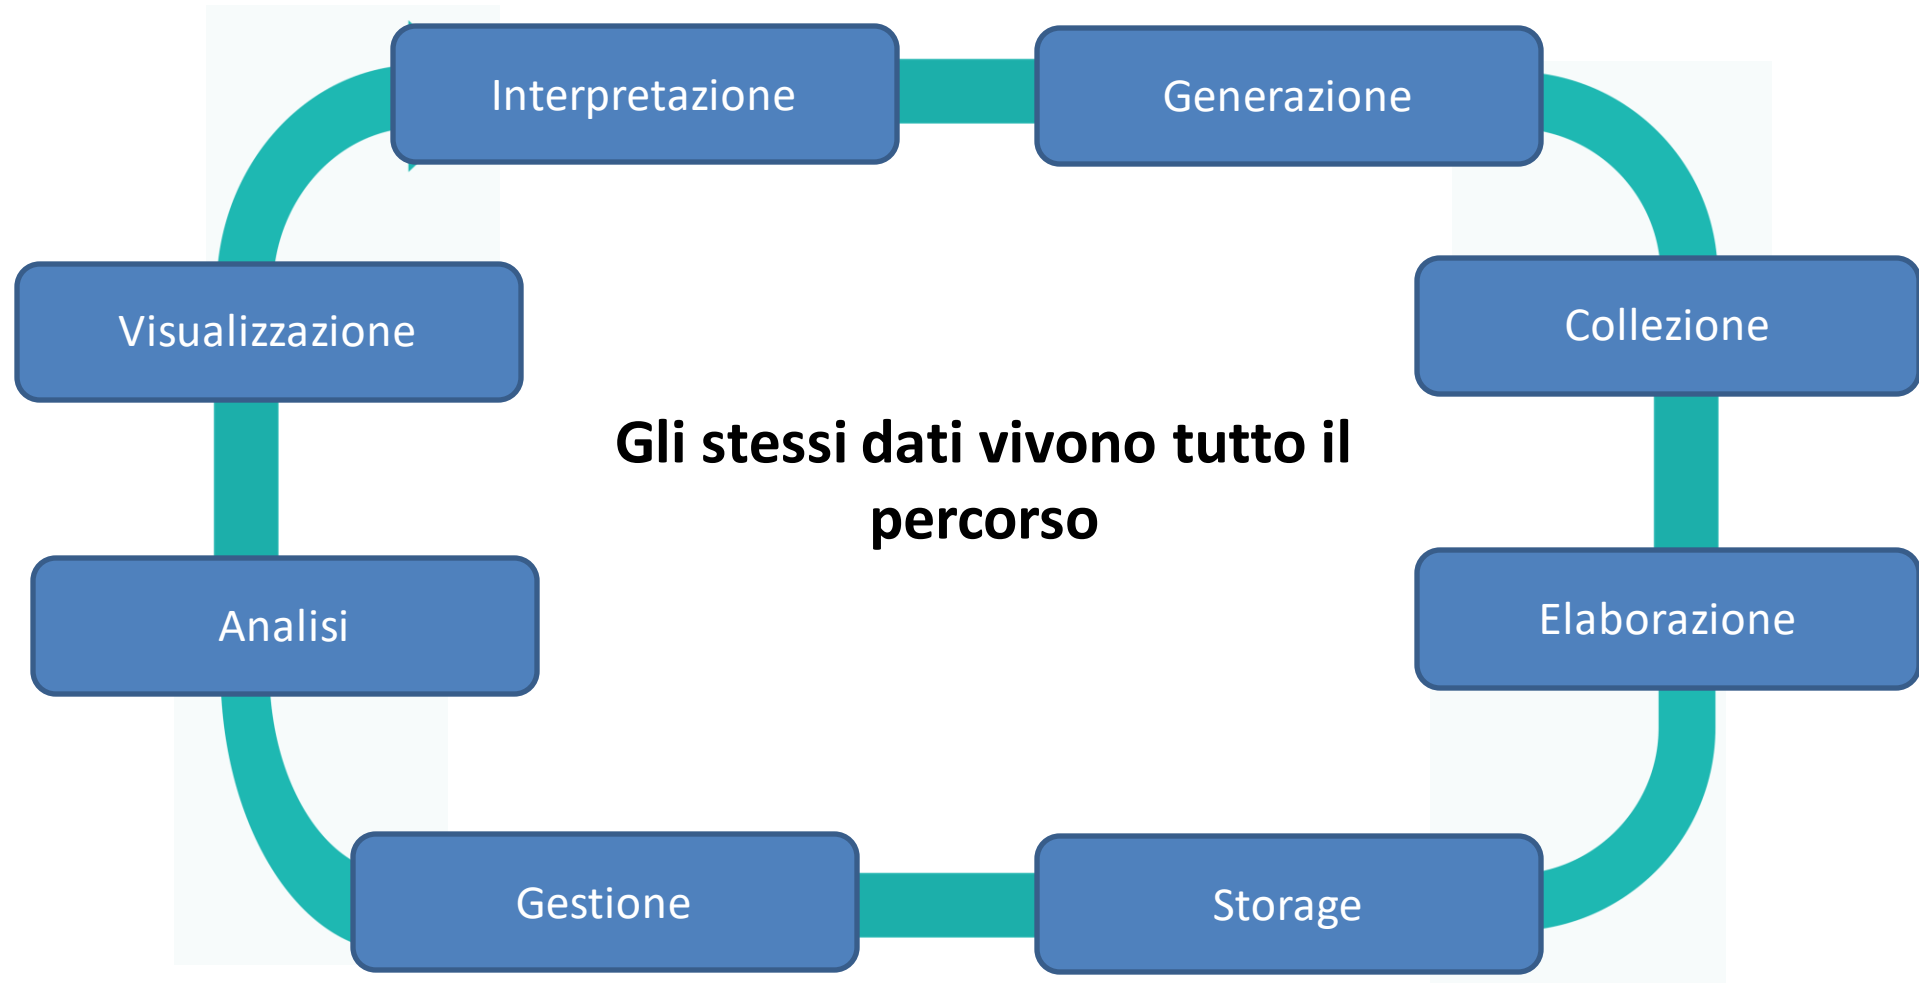 Interpretazione
Generazione
Visualizzazione
Collezione
Gli stessi dati vivono tutto il
percorso
Analisi
Elaborazione
Gestione
Storage